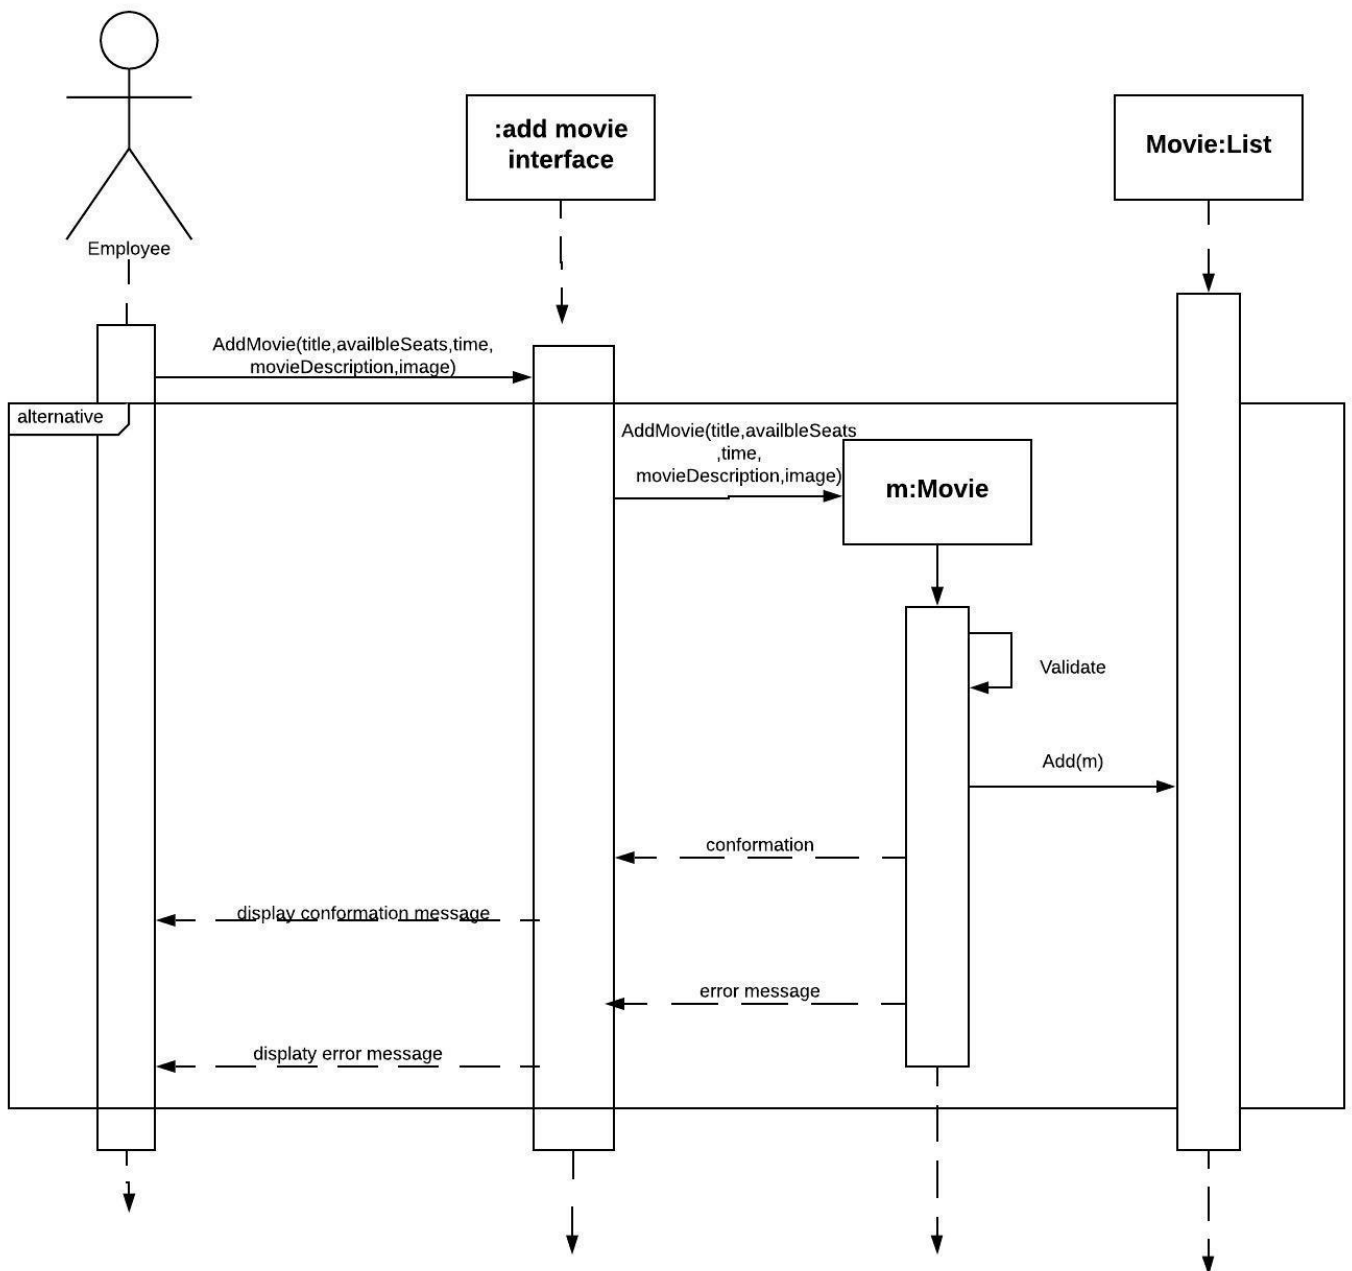 :add movie
interface
Movie:List
Employee
AddMovie(title,availbleSeats,time,
movieDescription,image)
alternative
AddMovie(title,availbleSeats
,time,
movieDescription,image)
m:Movie
Validate
Add(m)
conformation
display conformation message
error message
displaty error message